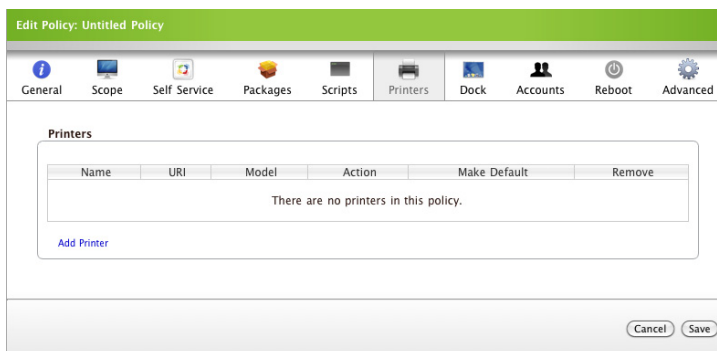 Edit Policy: Untitled Policy
General Scope Self Service Packages Scripts Printers Dock Accounts Reboot Advanced
Printers
Name URI Model Action Make Default Remove
There are no printers in this policy.
Add Printer
Cancel Save